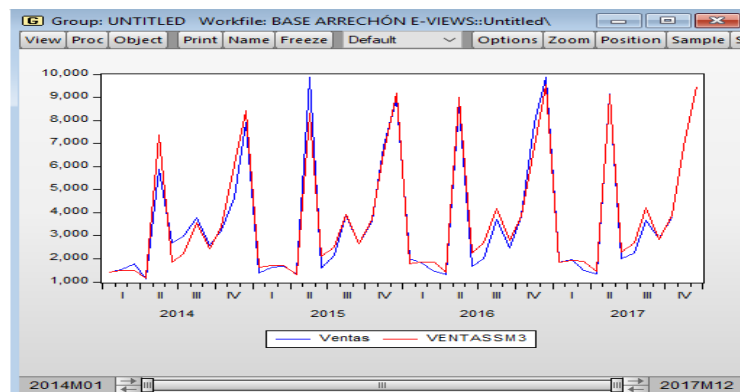 Group: UNTITLED Workfile: BASE ARRECHÓN E-VIEWS::Untitled\
View Proc Object Print Name Freeze Default Options Zoom Position Sample S
10,000
9,000
8,000
7,000
6,000
5,000
4,000
3,000
2,000
1,000
I II III IV I II III IV I II III IV I II III IV
2014 2015 2016 2017
Ventas VENTASSM3
2014M01 2017M12